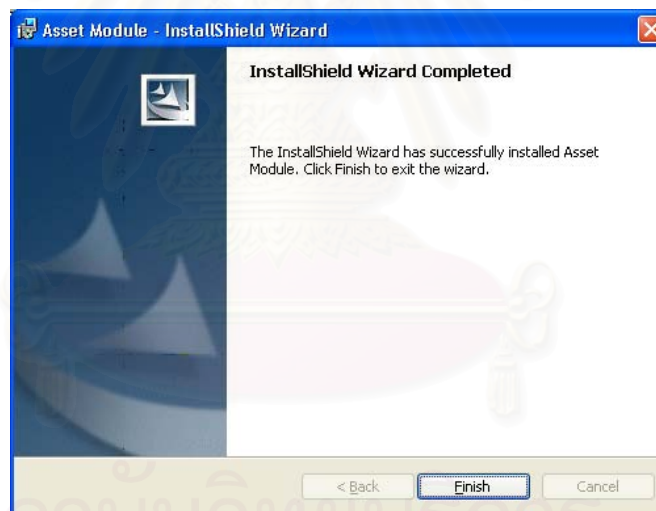 Asset Module - InstallShield Wizard
InstallShield Wizard Completed
The InstallShield Wizard has successfully installed Asset
Module. Click Finish to exit the wizard.
< Back
Finish
Cancel